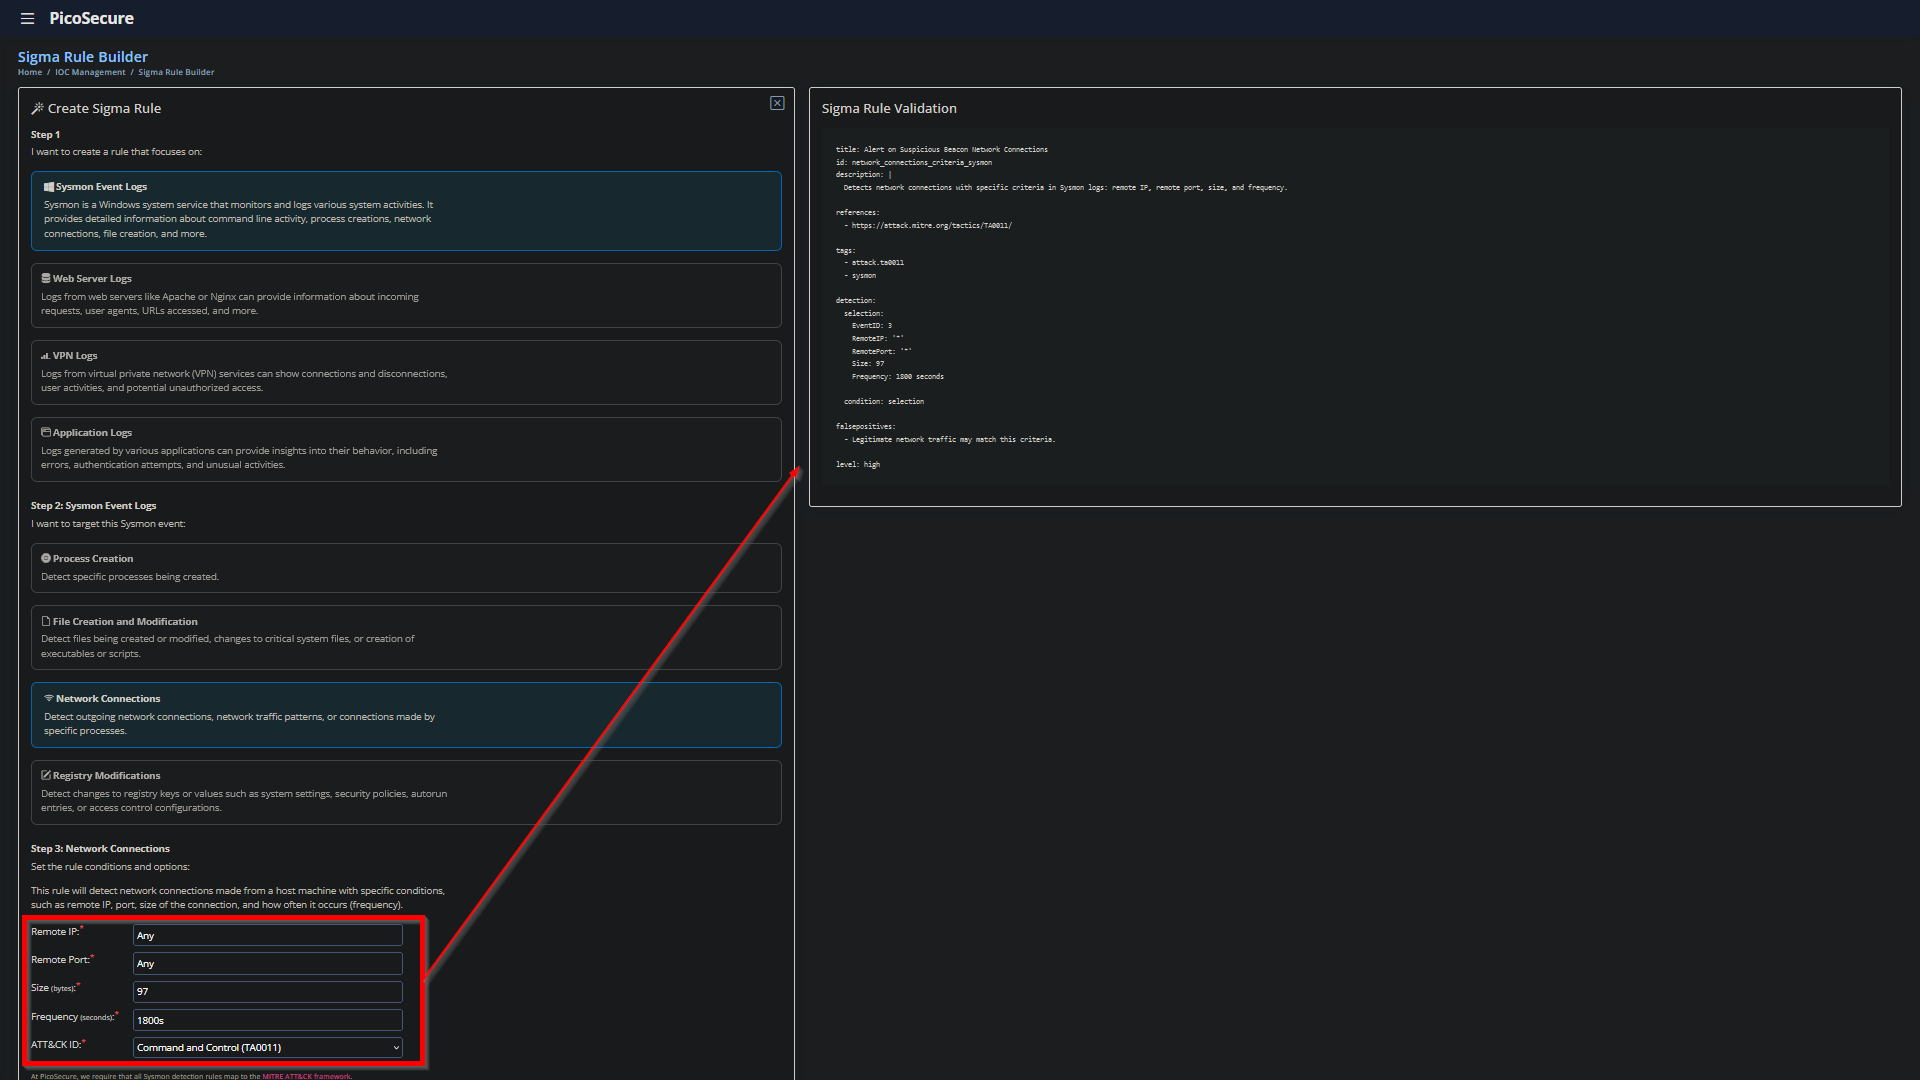 PicoSecure
Sigma Rule Builder
Home / IOC Management / Sigma Rule Builder
Create Sigma Rule
Step 1
I want to create a rule that focuses on:
Sysmon Event Logs
Sysmon is a Windows system service that monitors and logs various system activities. It
provides detailed information about command line activity, process creations, network
connections, file creation, and more.
Web Server Logs
Logs from web servers like Apache or Nginx can provide information about incoming
requests, user agents, URLs accessed, and more.
VPN Logs
Logs from virtual private network (VPN) services can show connections and disconnections,
user activities, and potential unauthorized access.
Application Logs
Logs generated by various applications can provide insights into their behavior, including
errors, authentication attempts, and unusual activities.
Step 2: Sysmon Event Logs
I want to target this Sysmon event:
Process Creation
Detect specific processes being created.
File Creation and Modification
Detect files being created or modified, changes to critical system files, or creation of
executables or scripts.
Network Connections
Detect outgoing network connections, network traffic patterns, or connections made by
specific processes.
Registry Modifications
Detect changes to registry keys or values such as system settings, security policies, autorun
entries, or access control configurations.
Step 3: Network Connections
Set the rule conditions and options:
This rule will detect network connections made from a host machine with specific conditions,
such as remote IP, port, size of the connection, and how often it occurs (frequency).
Remote IP:* Any
Remote Port:* Any
Size (bytes):* 97
Frequency (seconds):* 1800s
ATT&CK ID:* Command and Control (TA0011)
At PicoSecure, we require that all Sysmon detection rules map to the MITRE ATT&CK framework.
Sigma Rule Validation
title: Alert on Suspicious Beacon Network Connections
id: network_connections_criteria_sysmon
description: |
Detects network connections with specific criteria in Sysmon logs: remote IP, remote port, size, and frequency.
references:
- https://attack.mitre.org/tactics/TA0011/
tags:
- attack.ta0011
- sysmon
detection:
selection:
EventID: 3
RemoteIP: '*'
RemotePort: '*'
Size: 97
Frequency: 1800 seconds
condition: selection
falsepositives:
- Legitimate network traffic may match this criteria.
level: high